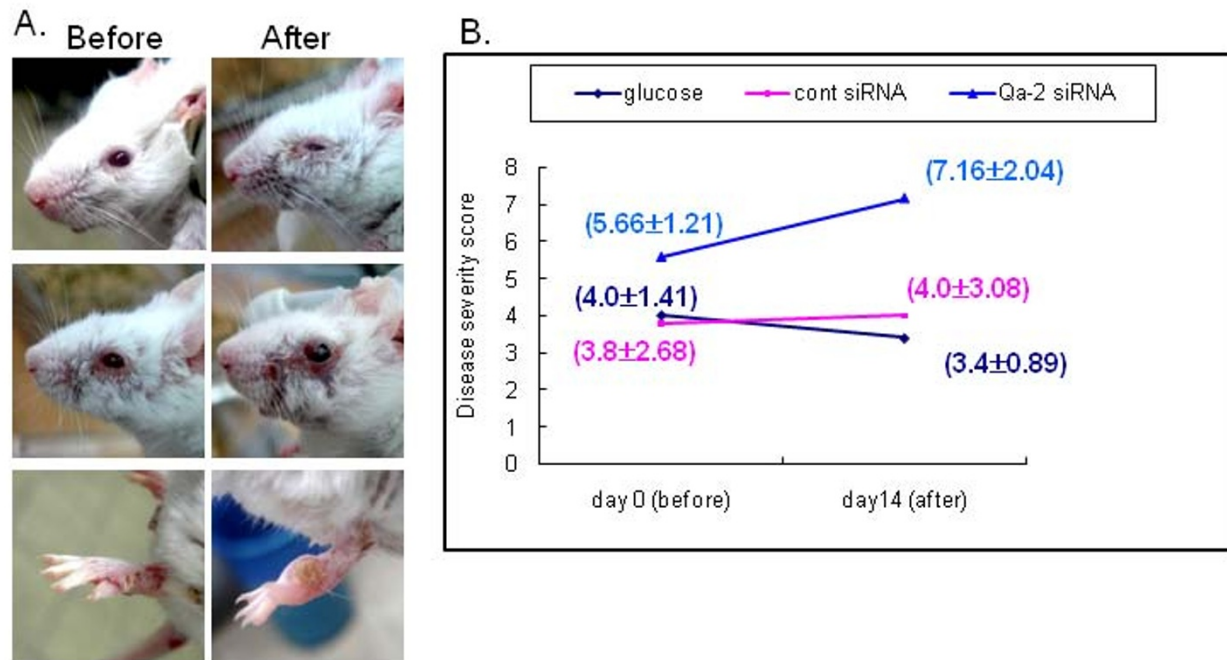 A.
Before After
B.
glucose cont siRNA Qa-2 siRNA
Disease severity score
8
7
6
5
4
3
2
1
0
(7.16±2.04)
(5.66±1.21)
(4.0±1.41)
(4.0±3.08)
(3.8±2.68)
(3.4±0.89)
day 0 (before) day14 (after)